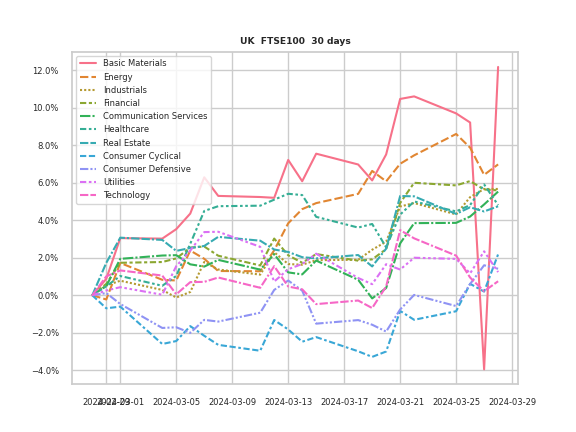 UK FTSE100 30 days
12.0%
10.0%
8.0%
6.0%
4.0%
2.0%
0.0%
−2.0%
−4.0%
Basic Materials
Energy
Industrials
Financial
Communication Services
Healthcare
Real Estate
Consumer Cyclical
Consumer Defensive
Utilities
Technology
2024-03-01 2024-03-05 2024-03-09 2024-03-13 2024-03-17 2024-03-21 2024-03-25 2024-03-29